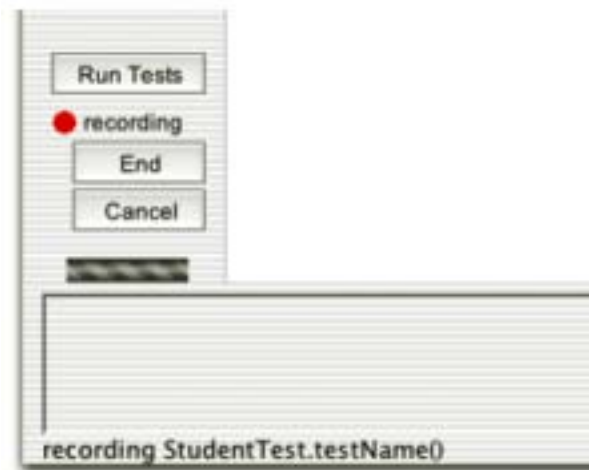 Run Tests
recording
End
Cancel
recording StudentTest.testName()